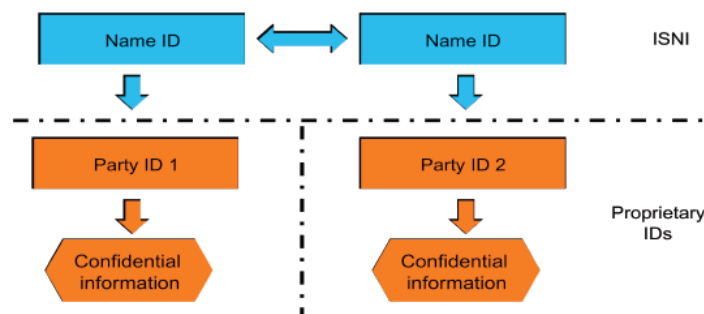 Name ID
Name ID
ISNI
Party ID 1
Party ID 2
Proprietary
IDs
Confidential
information
Confidential
information